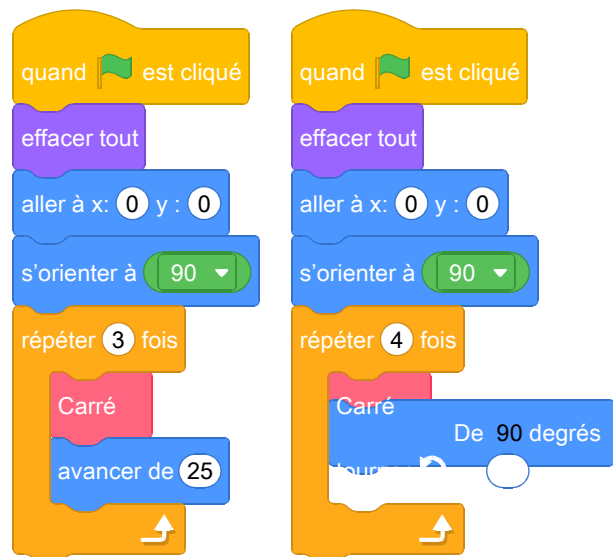 quand est cliqué
effacer tout
aller à x: 0 y : 0
s’orienter à 90
répéter 3 fois
Carré
avancer de 25
quand est cliqué
effacer tout
aller à x: 0 y : 0
s’orienter à 90
répéter 4 fois
Carré
De 90 degrés